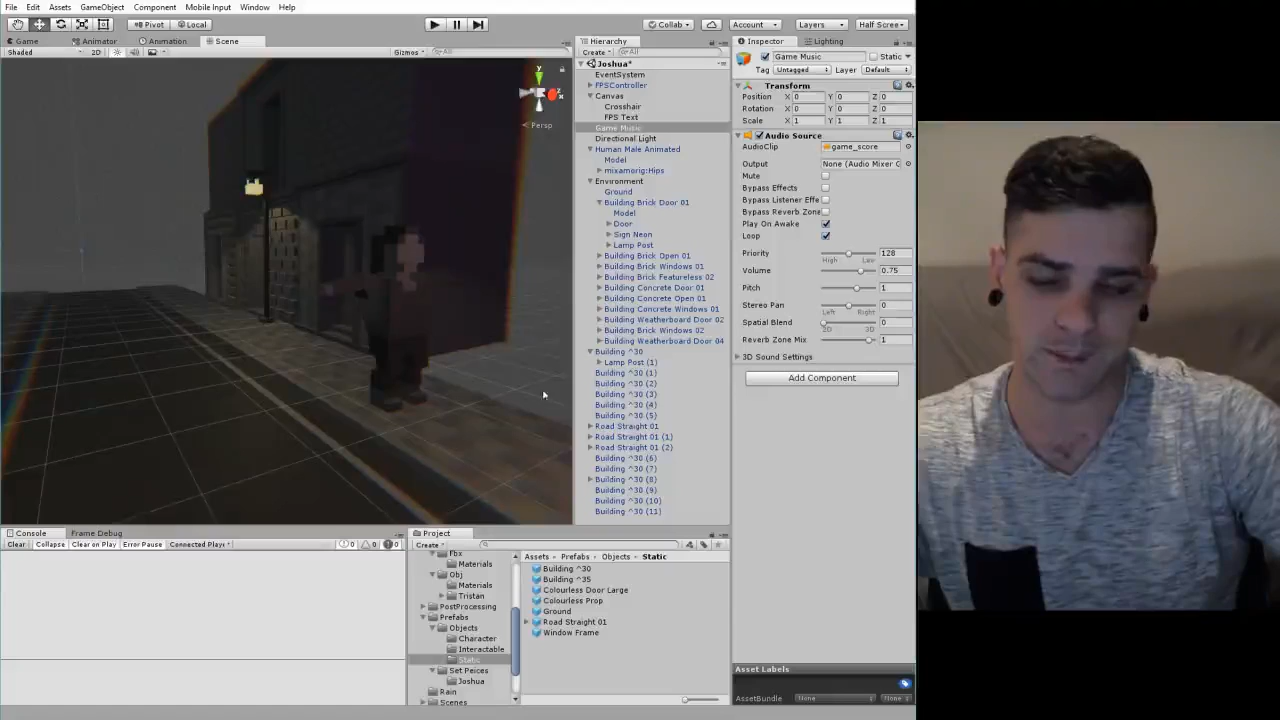 File Edit Assets GameObject Component Mobile Input Window Help
Pivot Local Collab Account Layers Half Scree
Game Animator Animation Scene
Shaded 2D Gizmos All
Persp
y
x
Hierarchy
Create All
Joshua*
EventSystem
FPSController
Canvas
Crosshair
FPS Text
Game Music
Directional Light
Human Male Animated
Model
mixamorig:Hips
Environment
Ground
Building Brick Door 01
Model
Door
Sign Neon
Lamp Post
Building Brick Open 01
Building Brick Windows 01
Building Brick Featureless 02
Building Concrete Door 01
Building Concrete Open 01
Building Concrete Windows 01
Building Weatherboard Door 02
Building Brick Windows 02
Building Weatherboard Door 04
Building ^30
Lamp Post (1)
Building ^30 (1)
Building ^30 (2)
Building ^30 (3)
Building ^30 (4)
Building ^30 (5)
Road Straight 01
Road Straight 01 (1)
Road Straight 01 (2)
Building ^30 (6)
Building ^30 (7)
Building ^30 (8)
Building ^30 (9)
Building ^30 (10)
Building ^30 (11)
Inspector Lighting
Game Music Static
Tag Untagged Layer Default
Transform
Position X 0 Y 0 Z 0
Rotation X 0 Y 0 Z 0
Scale X 1 Y 1 Z 1
Audio Source
AudioClip game_score
Output None (Audio Mixer G
Mute
Bypass Effects
Bypass Listener Effe
Bypass Reverb Zone
Play On Awake
Loop
Priority 128
High Low
Volume 0.75
Pitch 1
Stereo Pan 0
Left Right
Spatial Blend 0
2D 3D
Reverb Zone Mix 1
3D Sound Settings
Add Component
Asset Labels
AssetBundle None None
Console Frame Debug
Clear Collapse Clear on Play Error Pause Connected Player 0 0 0
Project
Create
Fbx
Materials
Obj
Materials
Tristan
PostProcessing
Prefabs
Objects
Character
Interactable
Static
Set Peices
Joshua
Rain
Scenes
Assets Prefabs Objects Static
Building ^30
Building ^35
Colourless Door Large
Colourless Prop
Ground
Road Straight 01
Window Frame